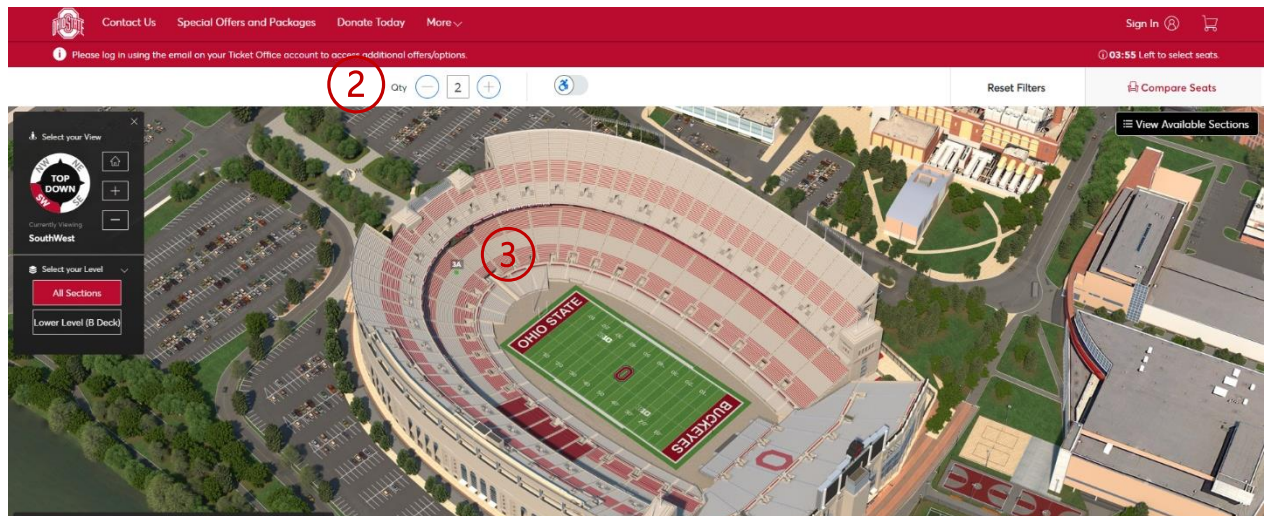 OHIO STATE
Contact Us Special Offers and Packages Donate Today More
Sign In
Please log in using the email on your Ticket Office account to access additional offers/options.
03:55 Left to select seats.
2
Qty 2
Reset Filters
Compare Seats
View Available Sections
Select your View
NW NE
TOP DOWN
SW SE
Currently Viewing
SouthWest
Select your Level
All Sections
Lower Level (B Deck)
3A
3
OHIO STATE
BUCKEYES